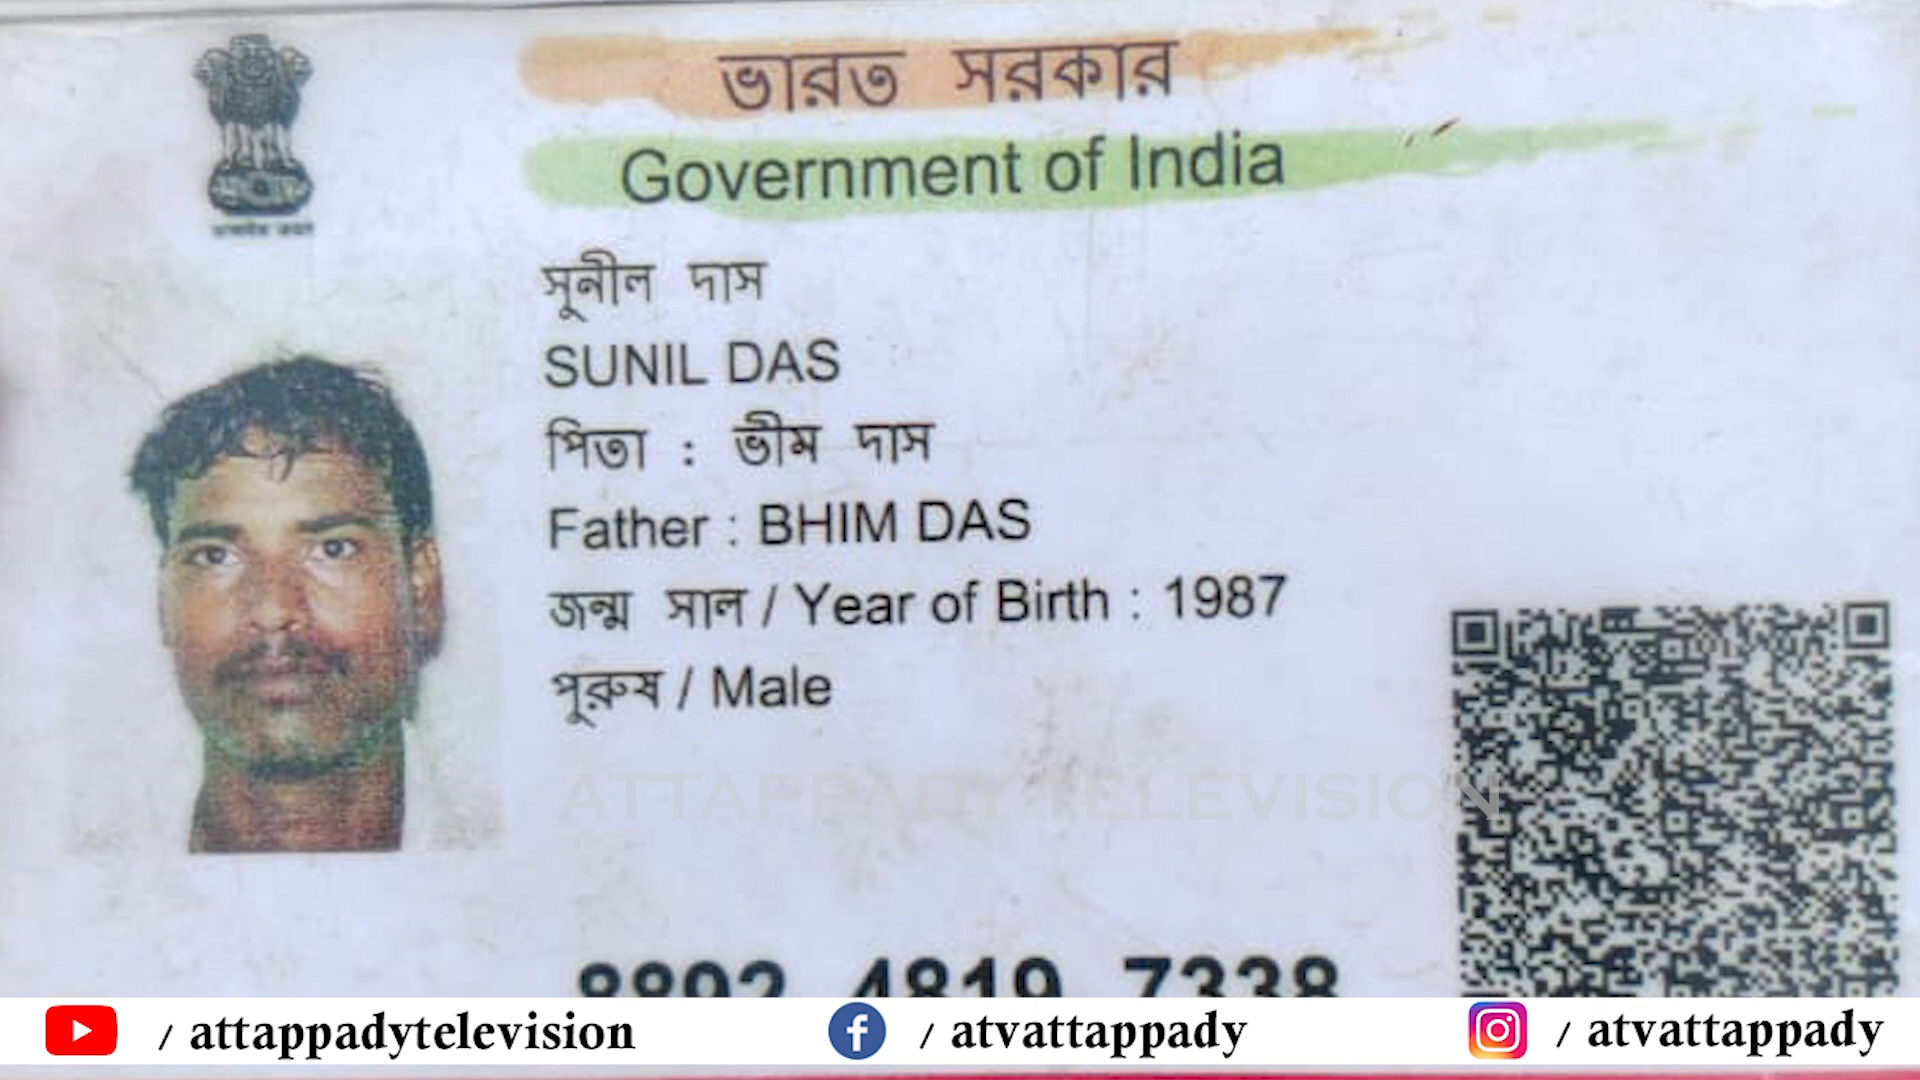 ভারত সরকার
Government of India
সুনীল দাস
SUNIL DAS
পিতা : ভীম দাস
Father : BHIM DAS
জন্ম সাল / Year of Birth : 1987
পুরুষ / Male
ATTAPPADY TELEVISION
/ attappadytelevision / atvattappady / atvattappady